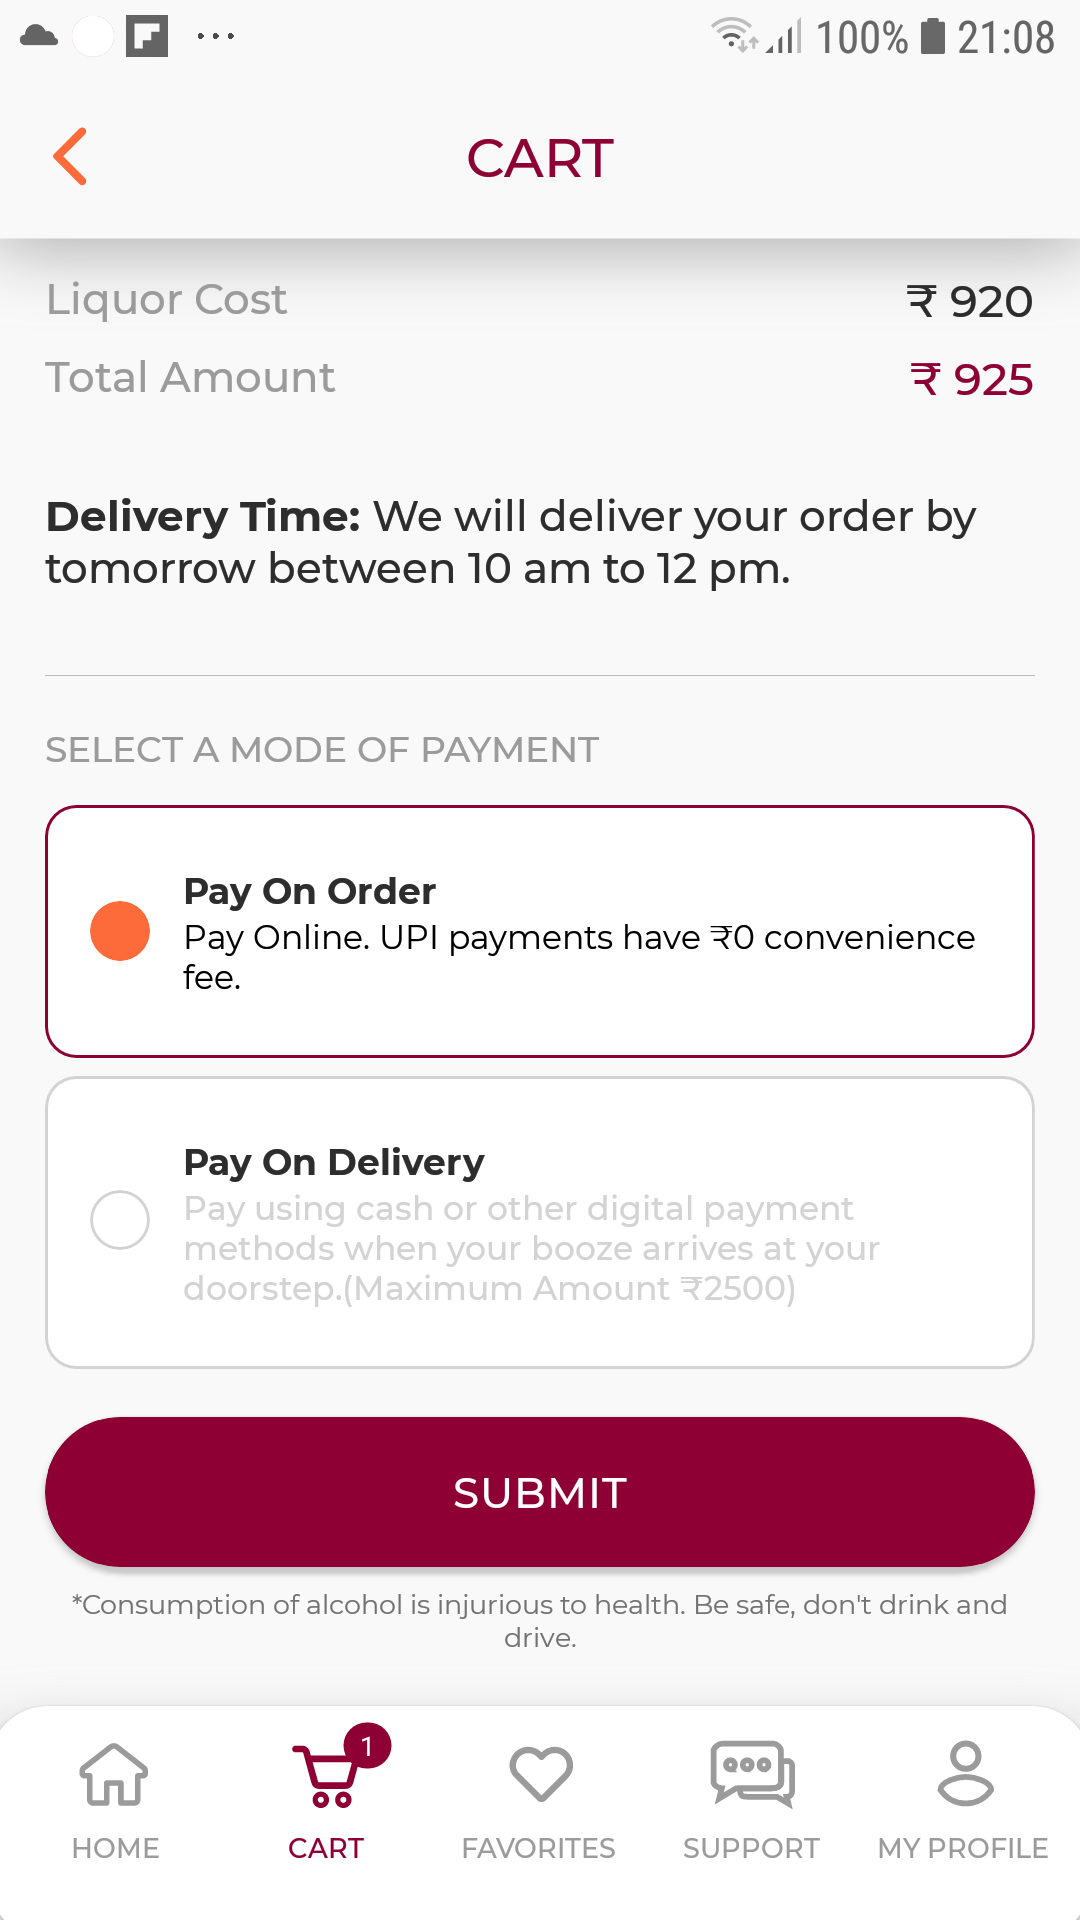 100% 21:08
CART
Liquor Cost ₹ 920
Total Amount ₹ 925
Delivery Time: We will deliver your order by
tomorrow between 10 am to 12 pm.
SELECT A MODE OF PAYMENT
Pay On Order
Pay Online. UPI payments have ₹0 convenience
fee.
Pay On Delivery
Pay using cash or other digital payment
methods when your booze arrives at your
doorstep.(Maximum Amount ₹2500)
SUBMIT
*Consumption of alcohol is injurious to health. Be safe, don't drink and
drive.
1
HOME CART FAVORITES SUPPORT MY PROFILE